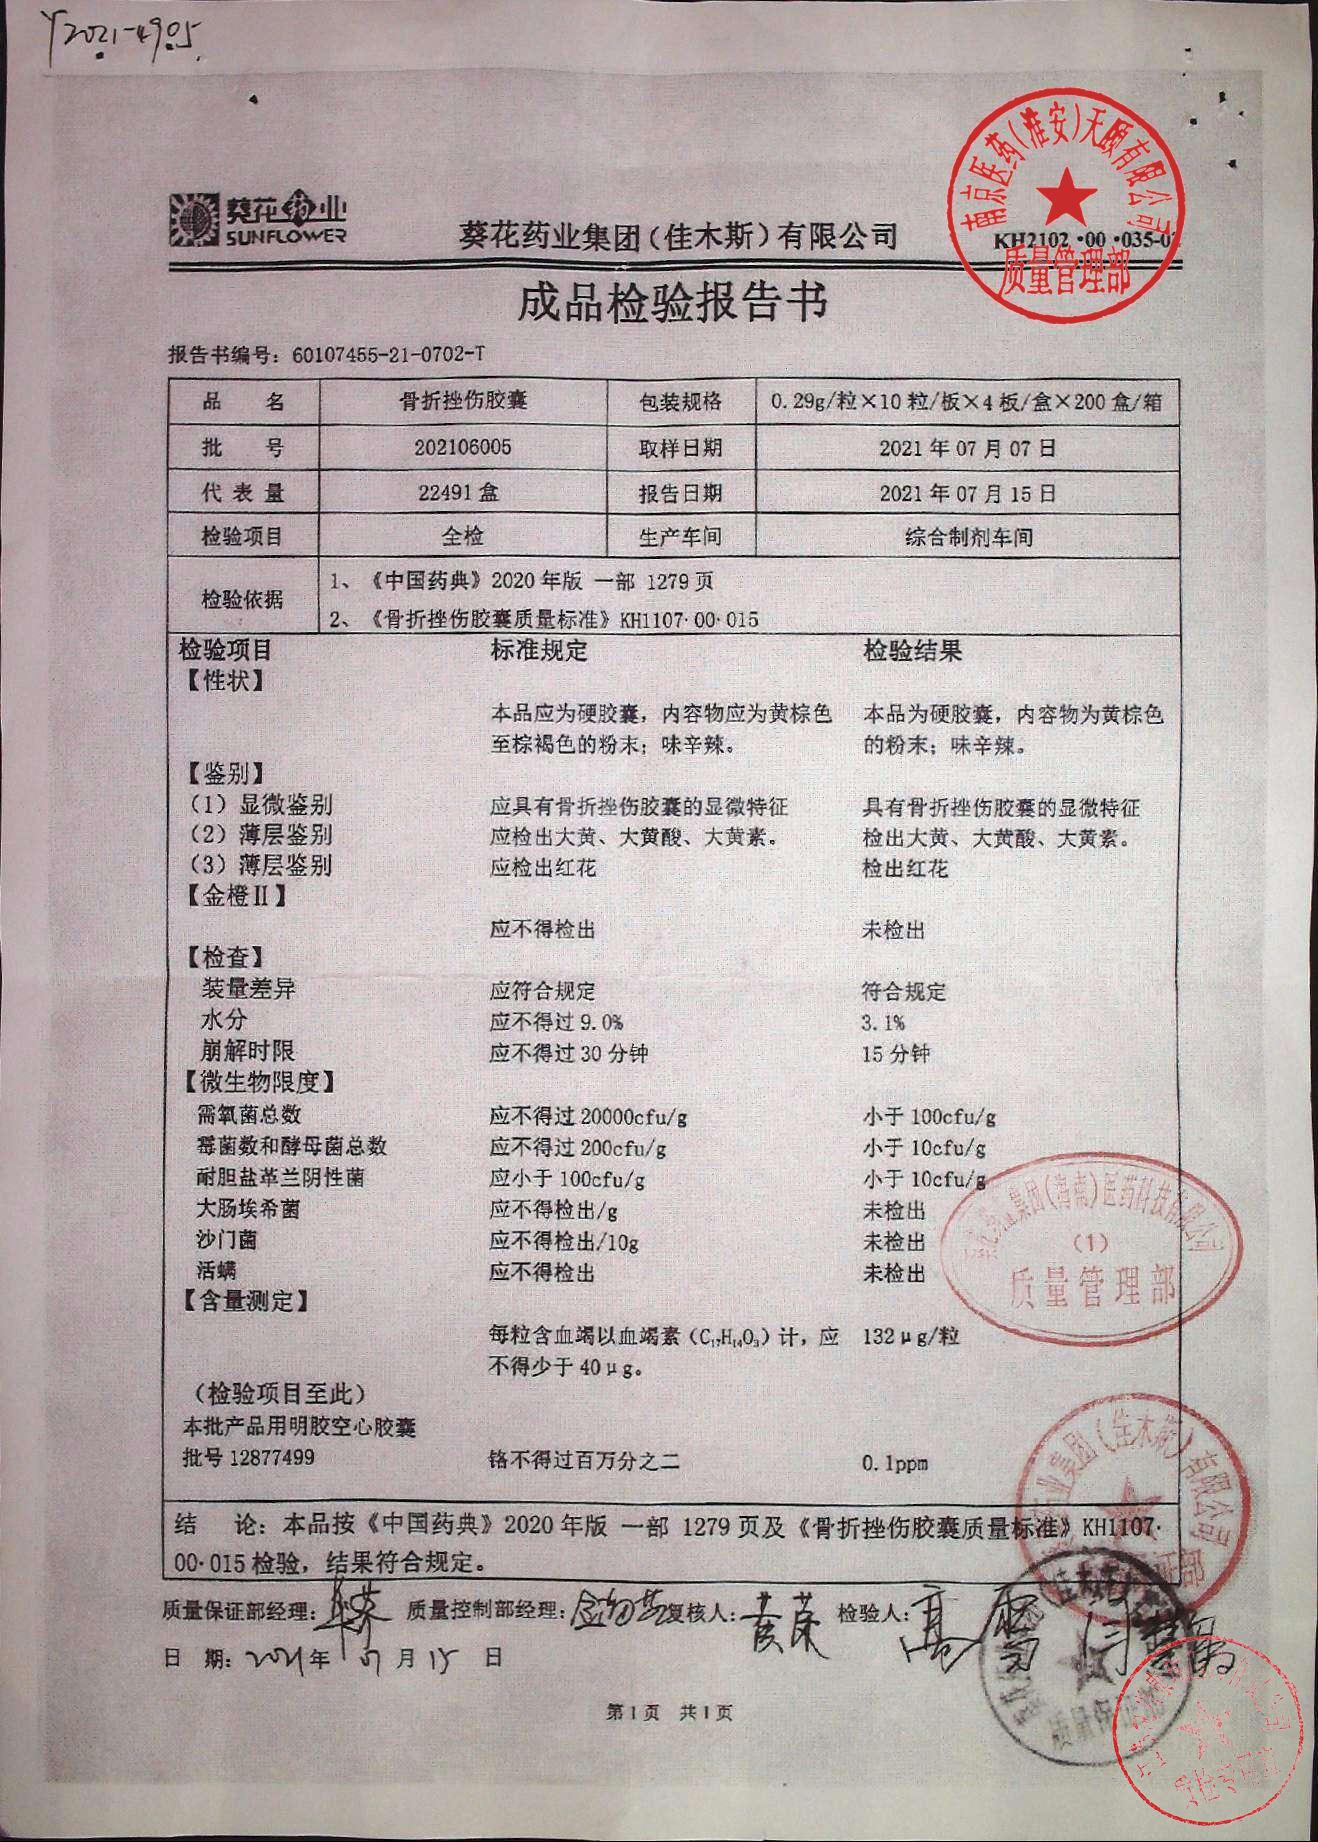 Y2021-4905
葵花药业
SUNFLOWER
葵花药业集团(佳木斯)有限公司
KH2102·00·035-0
南京医药(淮安)天颐有限公司
质量管理部
成品检验报告书
报告书编号：60107455-21-0702-T
品 名 骨折挫伤胶囊 包装规格 0.29g/粒×10粒/板×4板/盒×200盒/箱
批 号 202106005 取样日期 2021年07月07日
代表量 22491盒 报告日期 2021年07月15日
检验项目 全检 生产车间 综合制剂车间
检验依据 1、《中国药典》2020年版 一部 1279页
2、《骨折挫伤胶囊质量标准》KH1107·00·015
检验项目 标准规定 检验结果
【性状】
本品应为硬胶囊，内容物应为黄棕色 本品为硬胶囊，内容物为黄棕色
至棕褐色的粉末；味辛辣。 的粉末；味辛辣。
【鉴别】
(1)显微鉴别 应具有骨折挫伤胶囊的显微特征 具有骨折挫伤胶囊的显微特征
(2)薄层鉴别 应检出大黄、大黄酸、大黄素。 检出大黄、大黄酸、大黄素。
(3)薄层鉴别 应检出红花 检出红花
【金橙Ⅱ】
应不得检出 未检出
【检查】
装量差异 应符合规定 符合规定
水分 应不得过9.0% 3.1%
崩解时限 应不得过30分钟 15分钟
【微生物限度】
需氧菌总数 应不得过20000cfu/g 小于100cfu/g
霉菌数和酵母菌总数 应不得过200cfu/g 小于10cfu/g
耐胆盐革兰阴性菌 应小于100cfu/g 小于10cfu/g
大肠埃希菌 应不得检出/g 未检出
沙门菌 应不得检出/10g 未检出
活螨 应不得检出 未检出
集团(海南)医药科技有限公司
(1)
质量管理部
【含量测定】
每粒含血竭以血竭素(C₁₇H₁₄O₃)计，应 132μg/粒
不得少于40μg。
(检验项目至此)
本批产品用明胶空心胶囊
批号12877499 铬不得过百万分之二 0.1ppm
业集团(佳木斯)有限公司
结 论：本品按《中国药典》2020年版 一部 1279页及《骨折挫伤胶囊质量标准》KH1107·
00·015检验，结果符合规定。
质量保证部经理： 质量控制部经理： 复核人： 检验人：
日 期：2021年07月15日
第1页 共1页